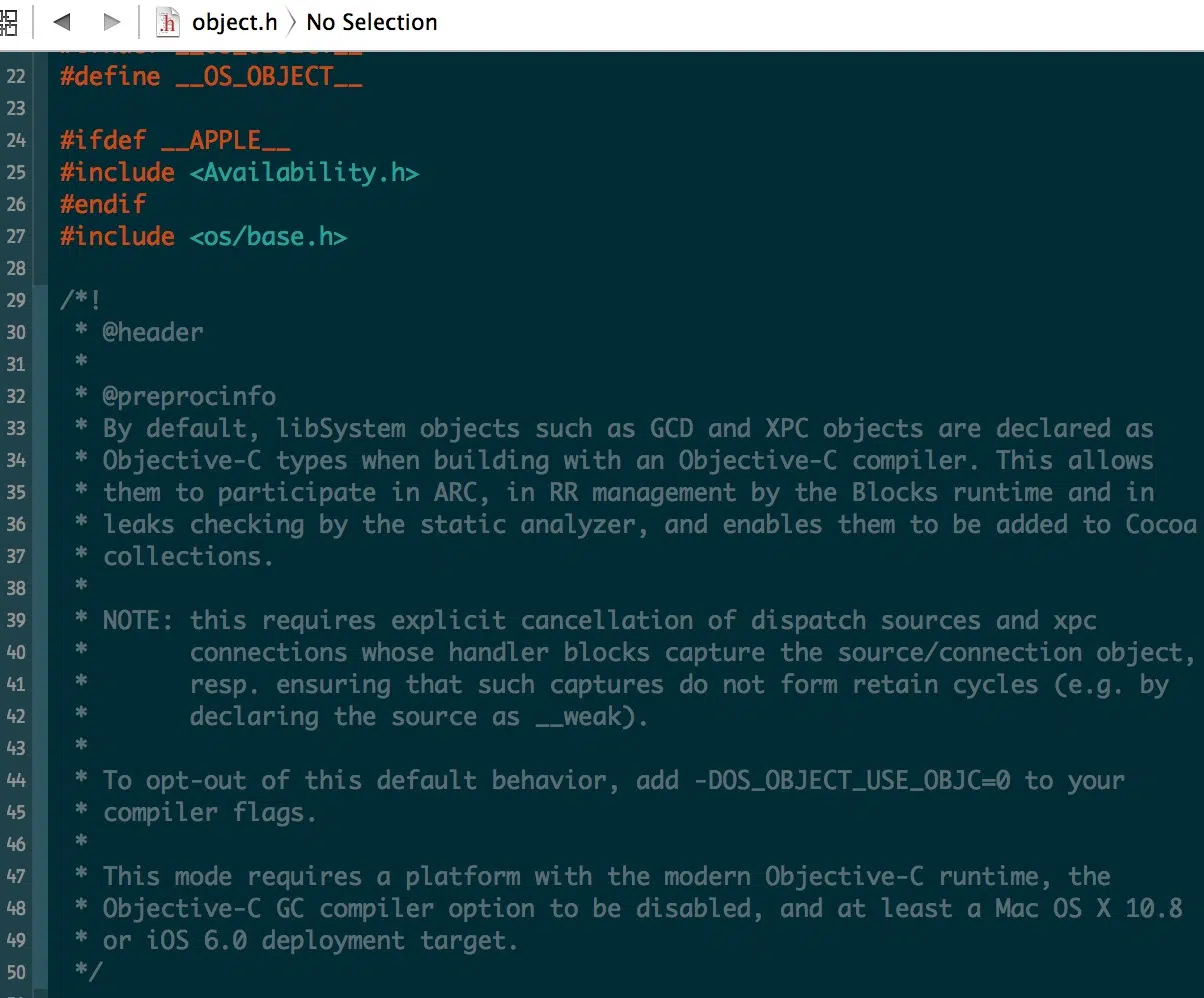 object.h No Selection
22 #define __OS_OBJECT__
23
24 #ifdef __APPLE__
25 #include <Availability.h>
26 #endif
27 #include <os/base.h>
28
29 /*!
30  * @header
31  *
32  * @preprocinfo
33  * By default, libSystem objects such as GCD and XPC objects are declared as
34  * Objective-C types when building with an Objective-C compiler. This allows
35  * them to participate in ARC, in RR management by the Blocks runtime and in
36  * leaks checking by the static analyzer, and enables them to be added to Cocoa
37  * collections.
38  *
39  * NOTE: this requires explicit cancellation of dispatch sources and xpc
40  *       connections whose handler blocks capture the source/connection object,
41  *       resp. ensuring that such captures do not form retain cycles (e.g. by
42  *       declaring the source as __weak).
43  *
44  * To opt-out of this default behavior, add -DOS_OBJECT_USE_OBJC=0 to your
45  * compiler flags.
46  *
47  * This mode requires a platform with the modern Objective-C runtime, the
48  * Objective-C GC compiler option to be disabled, and at least a Mac OS X 10.8
49  * or iOS 6.0 deployment target.
50  */